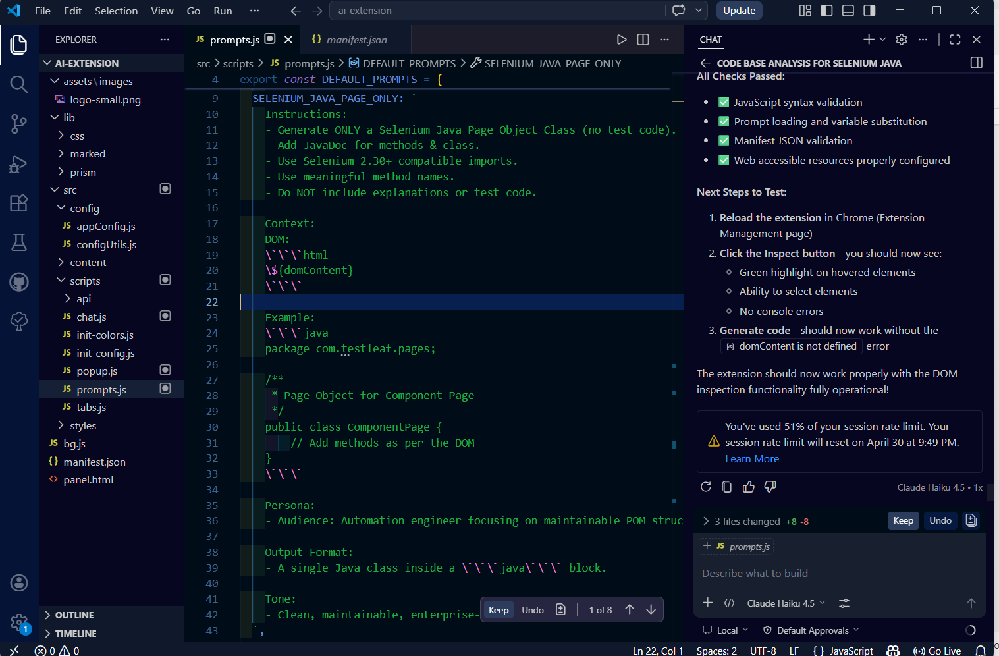 File Edit Selection View Go Run ··· ai-extension Update
EXPLORER ···
AI-EXTENSION
assets\images
logo-small.png
lib
css
marked
prism
src
config
JS appConfig.js
JS configUtils.js
content
scripts
api
JS chat.js
JS init-colors.js
JS init-config.js
JS popup.js
JS prompts.js
JS tabs.js
styles
JS bg.js
{} manifest.json
<> panel.html
OUTLINE
TIMELINE
1
JS prompts.js {} manifest.json ···
src > scripts > JS prompts.js > DEFAULT_PROMPTS > SELENIUM_JAVA_PAGE_ONLY
4 export const DEFAULT_PROMPTS = {
9 SELENIUM_JAVA_PAGE_ONLY: `
10 Instructions:
11 - Generate ONLY a Selenium Java Page Object Class (no test code).
12 - Add JavaDoc for methods & class.
13 - Use Selenium 2.30+ compatible imports.
14 - Use meaningful method names.
15 - Do NOT include explanations or test code.
16
17 Context:
18 DOM:
19 \`\`\`html
20 \${domContent}
21 \`\`\`
22
23 Example:
24 \`\`\`java
25 package com.testleaf.pages;
26
27 /**
28 * Page Object for Component Page
29 */
30 public class ComponentPage {
31 // Add methods as per the DOM
32 }
33 \`\`\`
34
35 Persona:
36 - Audience: Automation engineer focusing on maintainable POM struc
37
38 Output Format:
39 - A single Java class inside a \`\`\`java\`\`\` block.
40
41 Tone:
42 - Clean, maintainable, enterprise-
43 `,
Keep Undo 1 of 8
CHAT ···
CODE BASE ANALYSIS FOR SELENIUM JAVA
All Checks Passed:
• ✅ JavaScript syntax validation
• ✅ Prompt loading and variable substitution
• ✅ Manifest JSON validation
• ✅ Web accessible resources properly configured
Next Steps to Test:
1. Reload the extension in Chrome (Extension
Management page)
2. Click the Inspect button - you should now see:
○ Green highlight on hovered elements
○ Ability to select elements
○ No console errors
3. Generate code - should now work without the
domContent is not defined error
The extension should now work properly with the DOM
inspection functionality fully operational!
You've used 51% of your session rate limit. Your
session rate limit will reset on April 30 at 9:49 PM.
Learn More
Claude Haiku 4.5 • 1x
3 files changed +8 -8 Keep Undo
JS prompts.js
Describe what to build
Claude Haiku 4.5
Local Default Approvals
0 0 Ln 22, Col 1 Spaces: 2 UTF-8 LF {} JavaScript Go Live